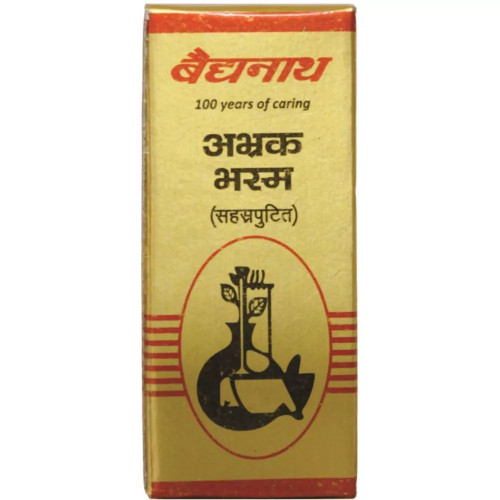 बैद्यनाथ
100 years of caring
अभ्रक
भस्म
(सहस्रपुटित)